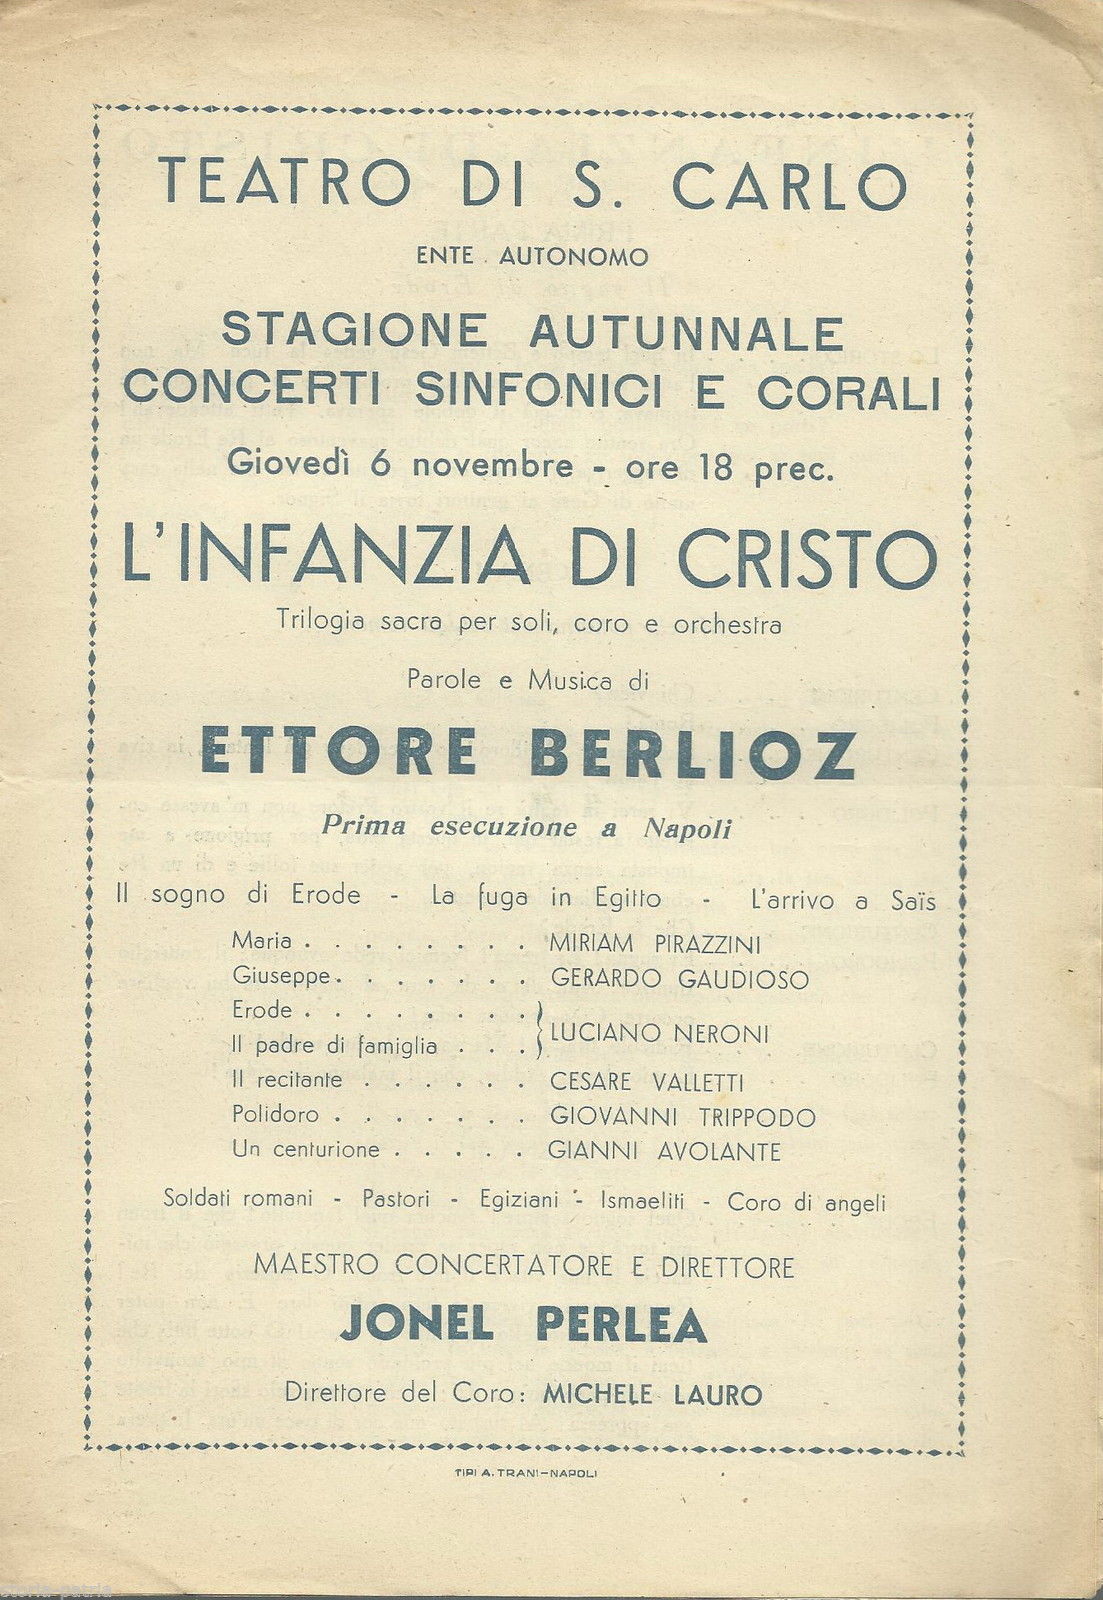 TEATRO DI S. CARLO
ENTE AUTONOMO
STAGIONE AUTUNNALE
CONCERTI SINFONICI E CORALI
Giovedì 6 novembre - ore 18 prec.
L'INFANZIA DI CRISTO
Trilogia sacra per soli, coro e orchestra
Parole e Musica di
ETTORE BERLIOZ
Prima esecuzione a Napoli
Il sogno di Erode - La fuga in Egitto - L'arrivo a Saïs
Maria . . . . . . . . MIRIAM PIRAZZINI
Giuseppe . . . . . . . GERARDO GAUDIOSO
Erode . . . . . . . .
Il padre di famiglia . . . } LUCIANO NERONI
Il recitante . . . . . . CESARE VALLETTI
Polidoro . . . . . . . GIOVANNI TRIPPODO
Un centurione . . . . . GIANNI AVOLANTE
Soldati romani - Pastori - Egiziani - Ismaeliti - Coro di angeli
MAESTRO CONCERTATORE E DIRETTORE
JONEL PERLEA
Direttore del Coro: MICHELE LAURO
TIPI A. TRANI-NAPOLI
storia-patria